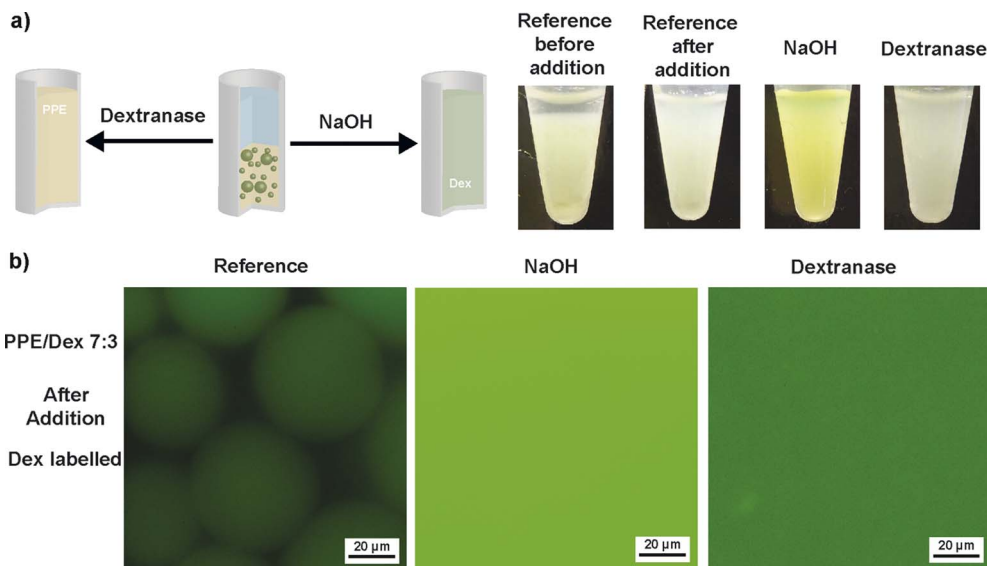 a)
Reference
before
addition
Reference
after
addition
NaOH
Dextranase
PPE
Dextranase
NaOH
Dex
b)
Reference
NaOH
Dextranase
PPE/Dex 7:3
After
Addition
Dex labelled
20 µm
20 µm
20 µm